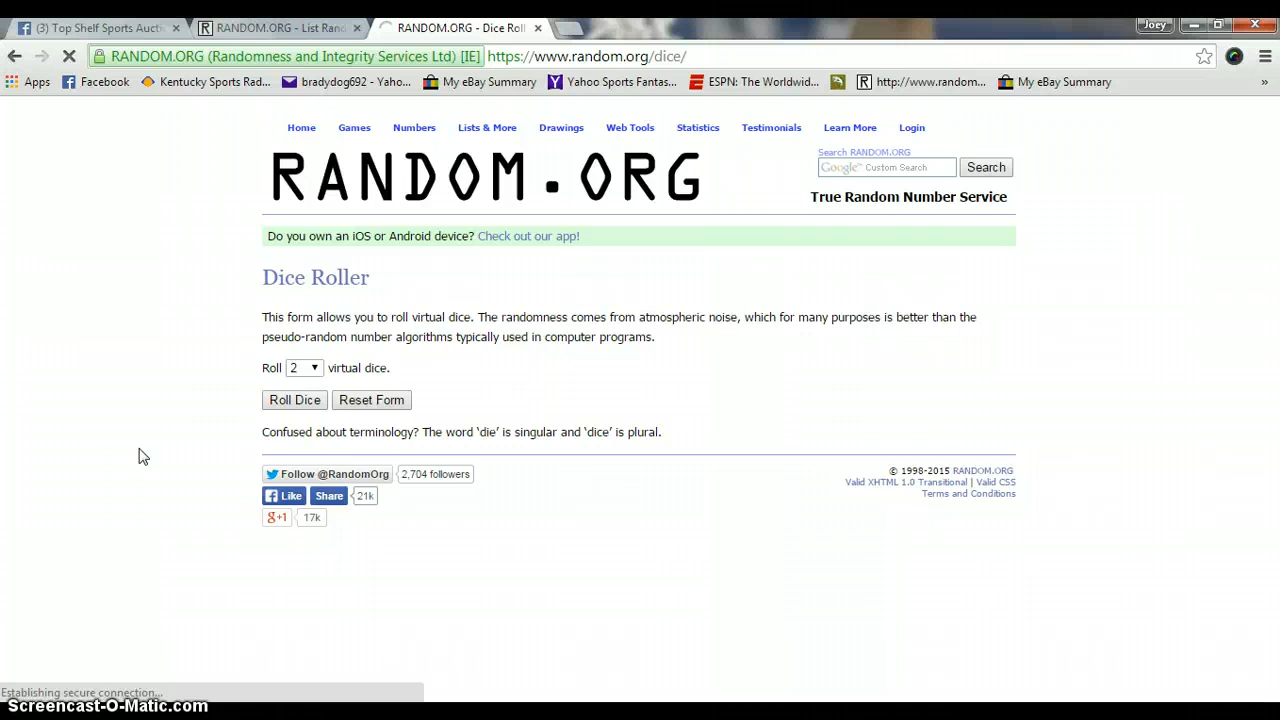 (3) Top Shelf Sports Aucti
RANDOM.ORG - List Ran
RANDOM.ORG - Dice Roll
Joey
RANDOM.ORG (Randomness and Integrity Services Ltd) [IE]
https://www.random.org/dice/
Apps
Facebook
Kentucky Sports Rad...
bradydog692 - Yaho...
My eBay Summary
Yahoo Sports Fantas...
ESPN: The Worldwid...
http://www.random...
My eBay Summary
»
Home Games Numbers Lists & More Drawings Web Tools Statistics Testimonials Learn More Login
RANDOM.ORG
Search RANDOM.ORG
Google™ Custom Search
Search
True Random Number Service
Do you own an iOS or Android device? Check out our app!
Dice Roller
This form allows you to roll virtual dice. The randomness comes from atmospheric noise, which for many purposes is better than the
pseudo-random number algorithms typically used in computer programs.
Roll 2 virtual dice.
Roll Dice Reset Form
Confused about terminology? The word ‘die’ is singular and ‘dice’ is plural.
Follow @RandomOrg 2,704 followers
Like Share 21k
g+1 17k
© 1998-2015 RANDOM.ORG
Valid XHTML 1.0 Transitional | Valid CSS
Terms and Conditions
Establishing secure connection...
Screencast-O-Matic.com